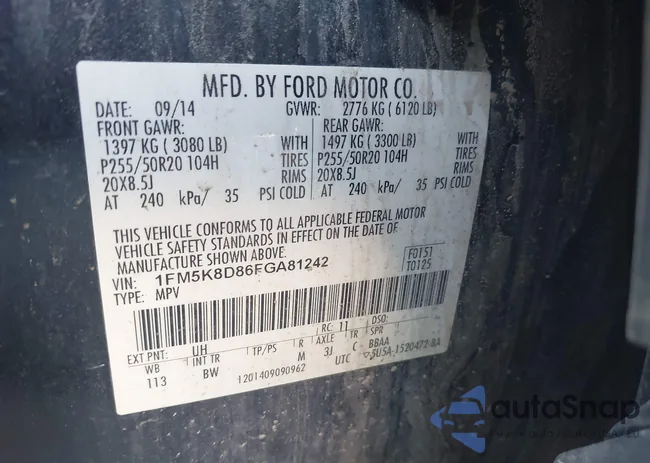 MFD. BY FORD MOTOR CO.
DATE: 09/14 GVWR: 2776 KG ( 6120 LB)
FRONT GAWR: REAR GAWR:
1397 KG ( 3080 LB) WITH 1497 KG ( 3300 LB) WITH
P255/50R20 104H TIRES P255/50R20 104H TIRES
20X8.5J RIMS 20X8.5J RIMS
AT 240 kPa/ 35 PSI COLD AT 240 kPa/ 35 PSI COLD
THIS VEHICLE CONFORMS TO ALL APPLICABLE FEDERAL MOTOR
VEHICLE SAFETY STANDARDS IN EFFECT ON THE DATE OF
MANUFACTURE SHOWN ABOVE.
VIN: 1FM5K8D86FGA81242 F0151
TYPE: MPV T0125
EXT PNT: UH RC: 11 DSO:
WB INT TR TP/PS R AXLE TR SPR
113 BW M 3J C BBAA
1201409090962 UTC ▽5U5A-1520472-BA
autoSnap